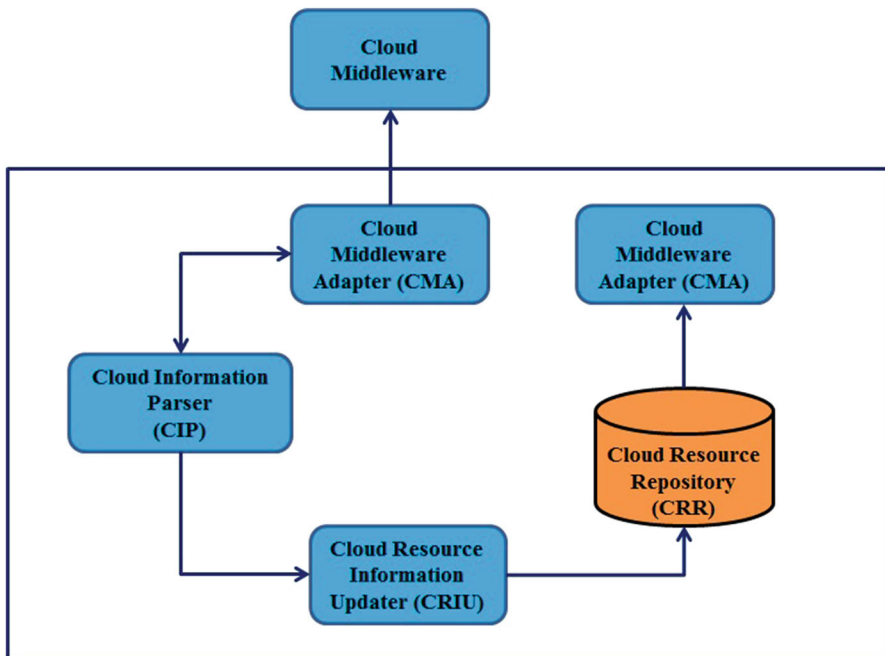 Cloud
Middleware
Cloud
Middleware
Adapter (CMA)
Cloud
Middleware
Adapter (CMA)
Cloud Information
Parser
(CIP)
Cloud Resource
Repository
(CRR)
Cloud Resource
Information
Updater (CRIU)